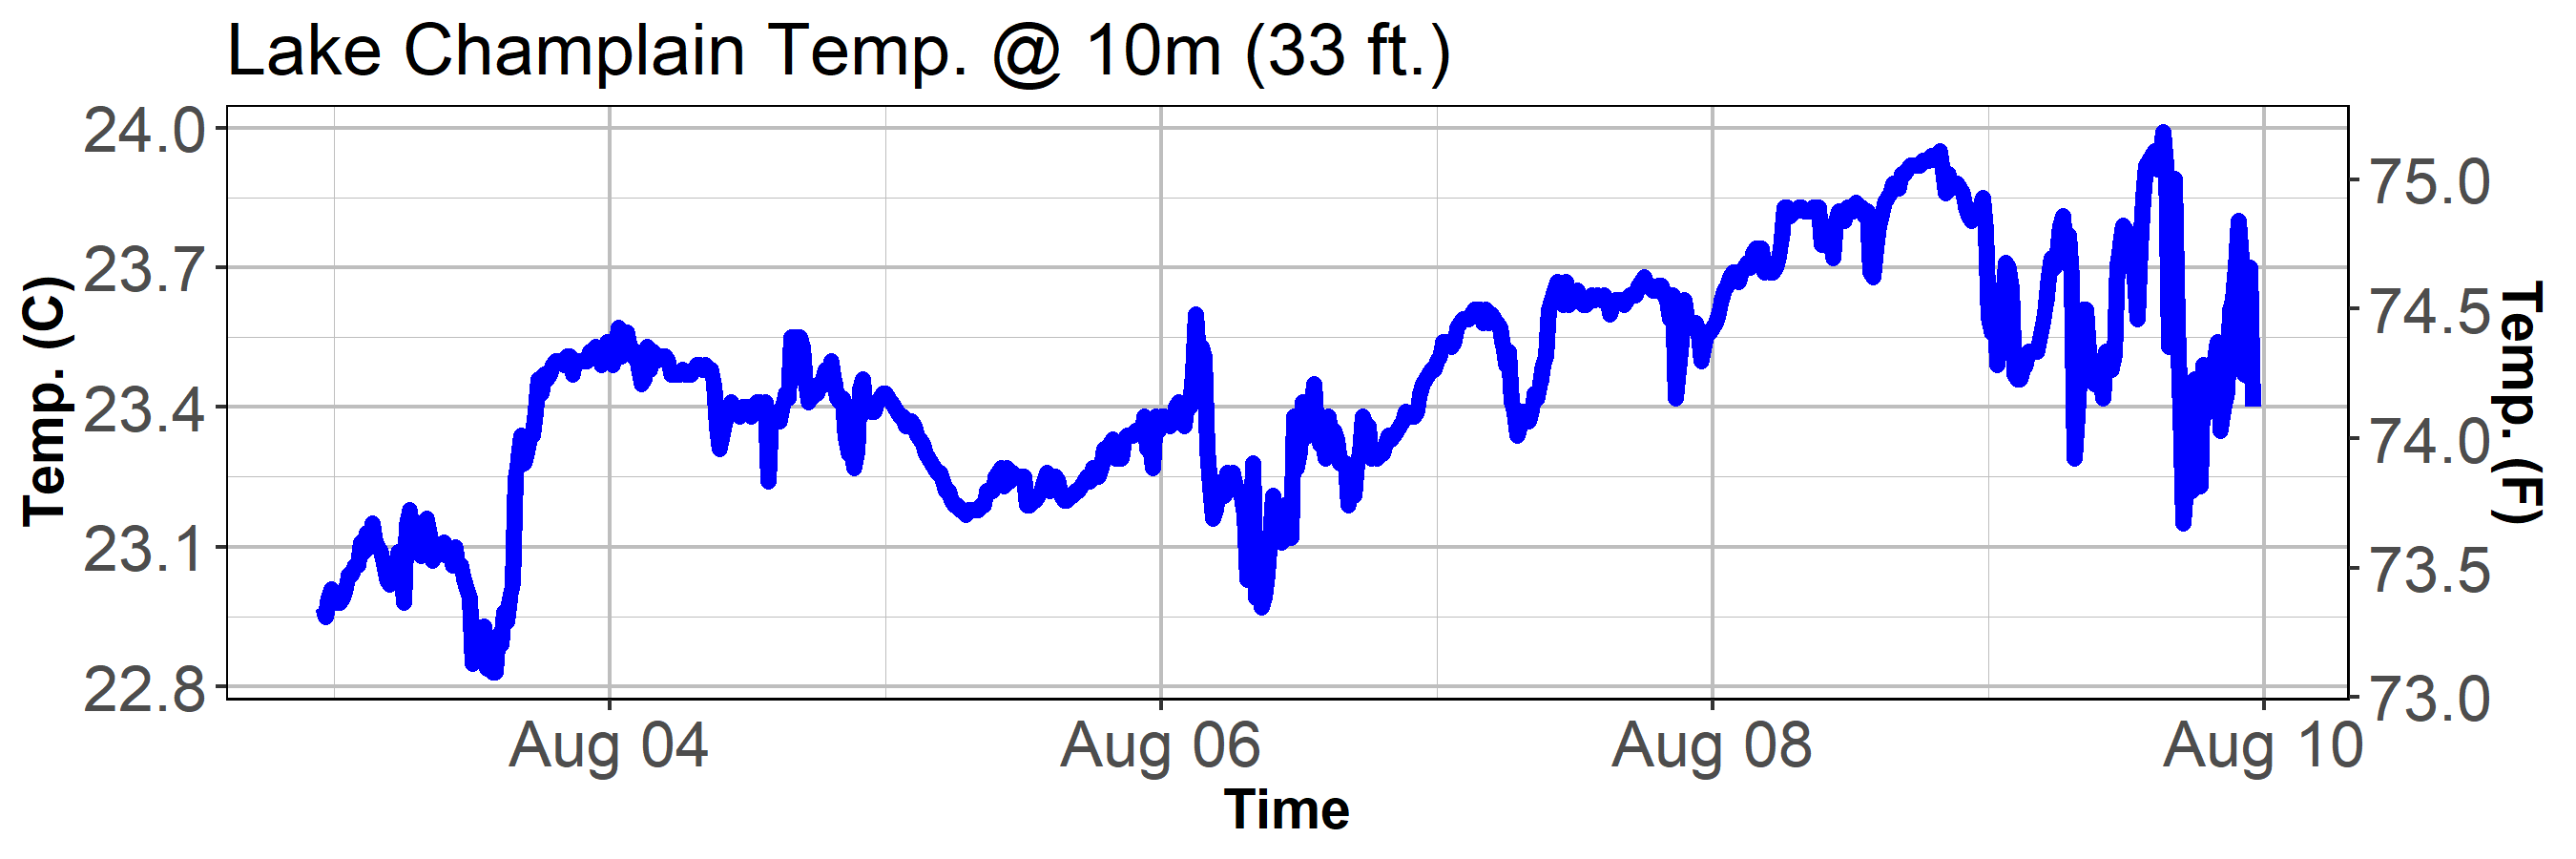 Lake Champlain Temp. @ 10m (33 ft.)
Temp. (C)
24.0
23.7
23.4
23.1
22.8
75.0
74.5
74.0
73.5
73.0
Temp. (F)
Aug 04 Aug 06 Aug 08 Aug 10
Time